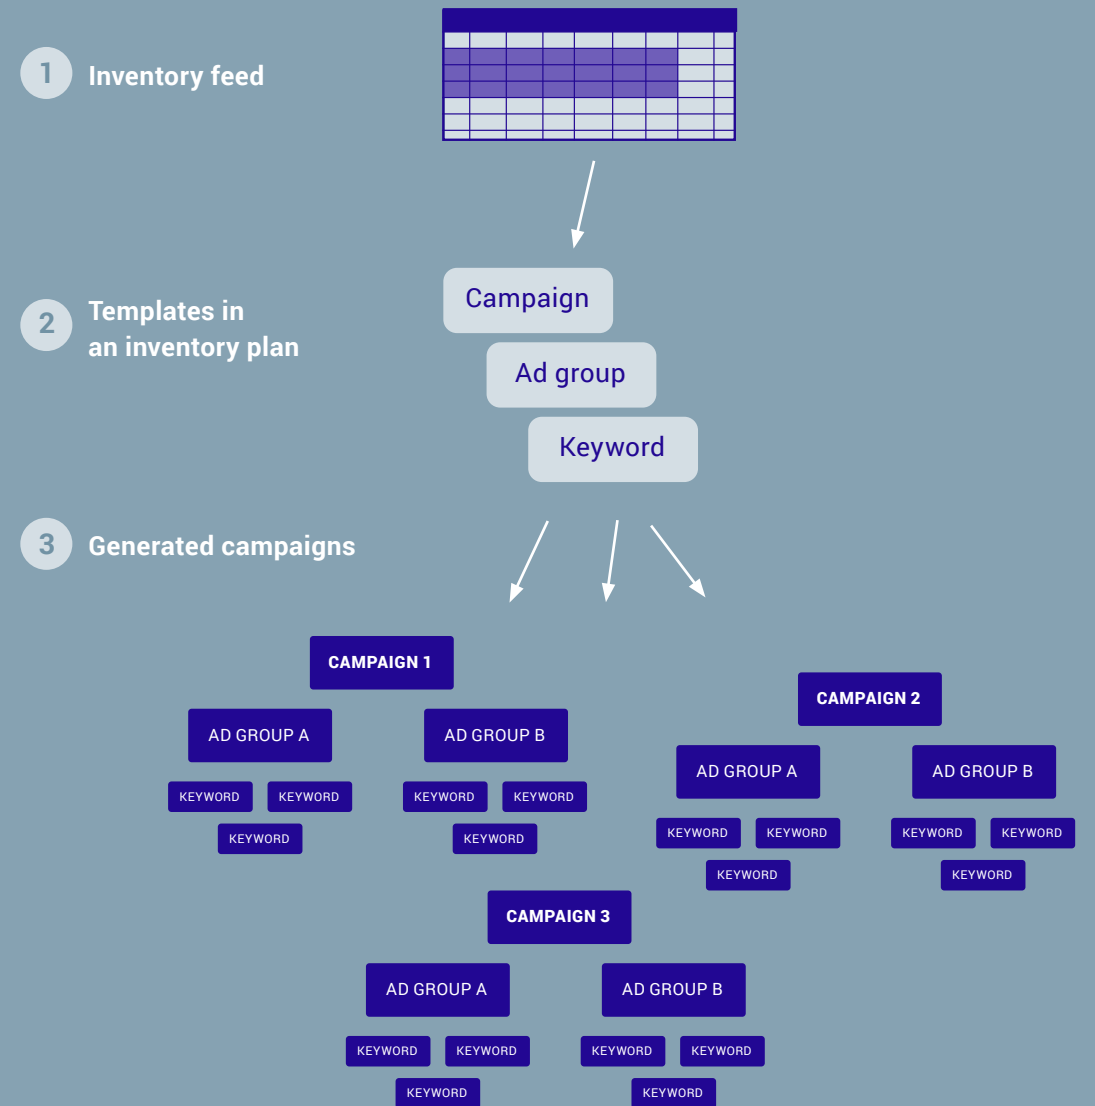 1
Inventory feed
2
Templates in
an inventory plan
Campaign
Ad group
Keyword
3
Generated campaigns
CAMPAIGN 1
AD GROUP A
AD GROUP B
KEYWORD
KEYWORD
KEYWORD
KEYWORD
KEYWORD
KEYWORD
CAMPAIGN 2
AD GROUP A
AD GROUP B
KEYWORD
KEYWORD
KEYWORD
KEYWORD
KEYWORD
KEYWORD
CAMPAIGN 3
AD GROUP A
AD GROUP B
KEYWORD
KEYWORD
KEYWORD
KEYWORD
KEYWORD
KEYWORD